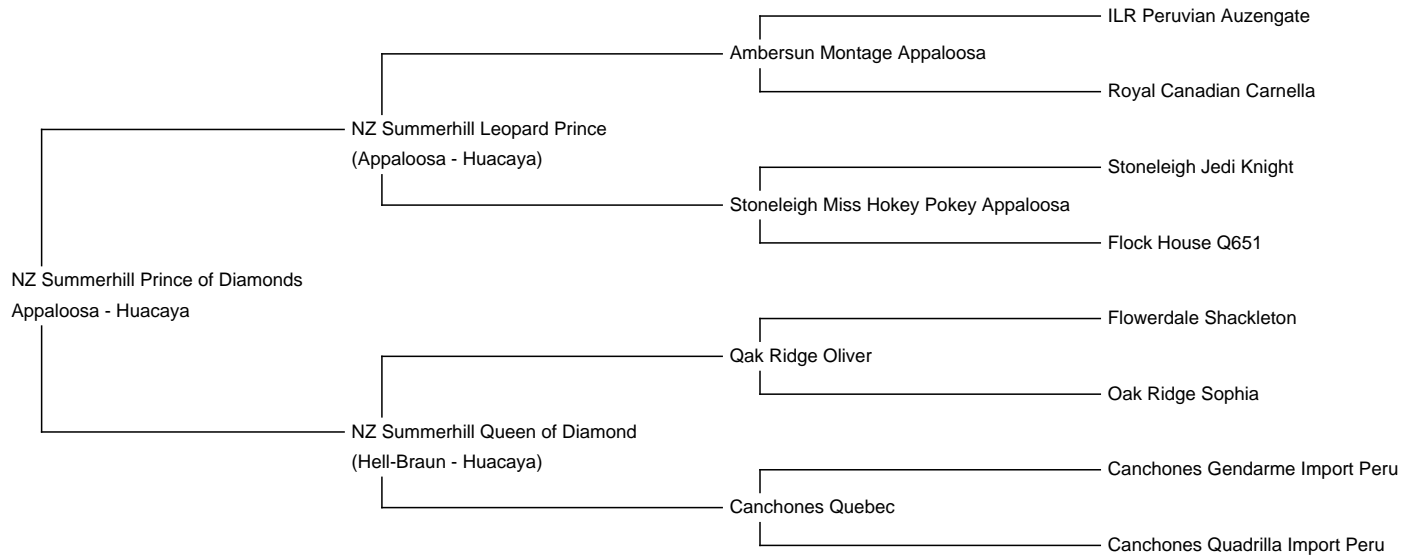 ILR Peruvian Auzengate
Ambersun Montage Appaloosa
Royal Canadian Carnella
NZ Summerhill Leopard Prince
(Appaloosa - Huacaya)
Stoneleigh Jedi Knight
Stoneleigh Miss Hokey Pokey Appaloosa
Flock House Q651
NZ Summerhill Prince of Diamonds
Appaloosa - Huacaya
Flowerdale Shackleton
Qak Ridge Oliver
Oak Ridge Sophia
NZ Summerhill Queen of Diamond
(Hell-Braun - Huacaya)
Canchones Gendarme Import Peru
Canchones Quebec
Canchones Quadrilla Import Peru